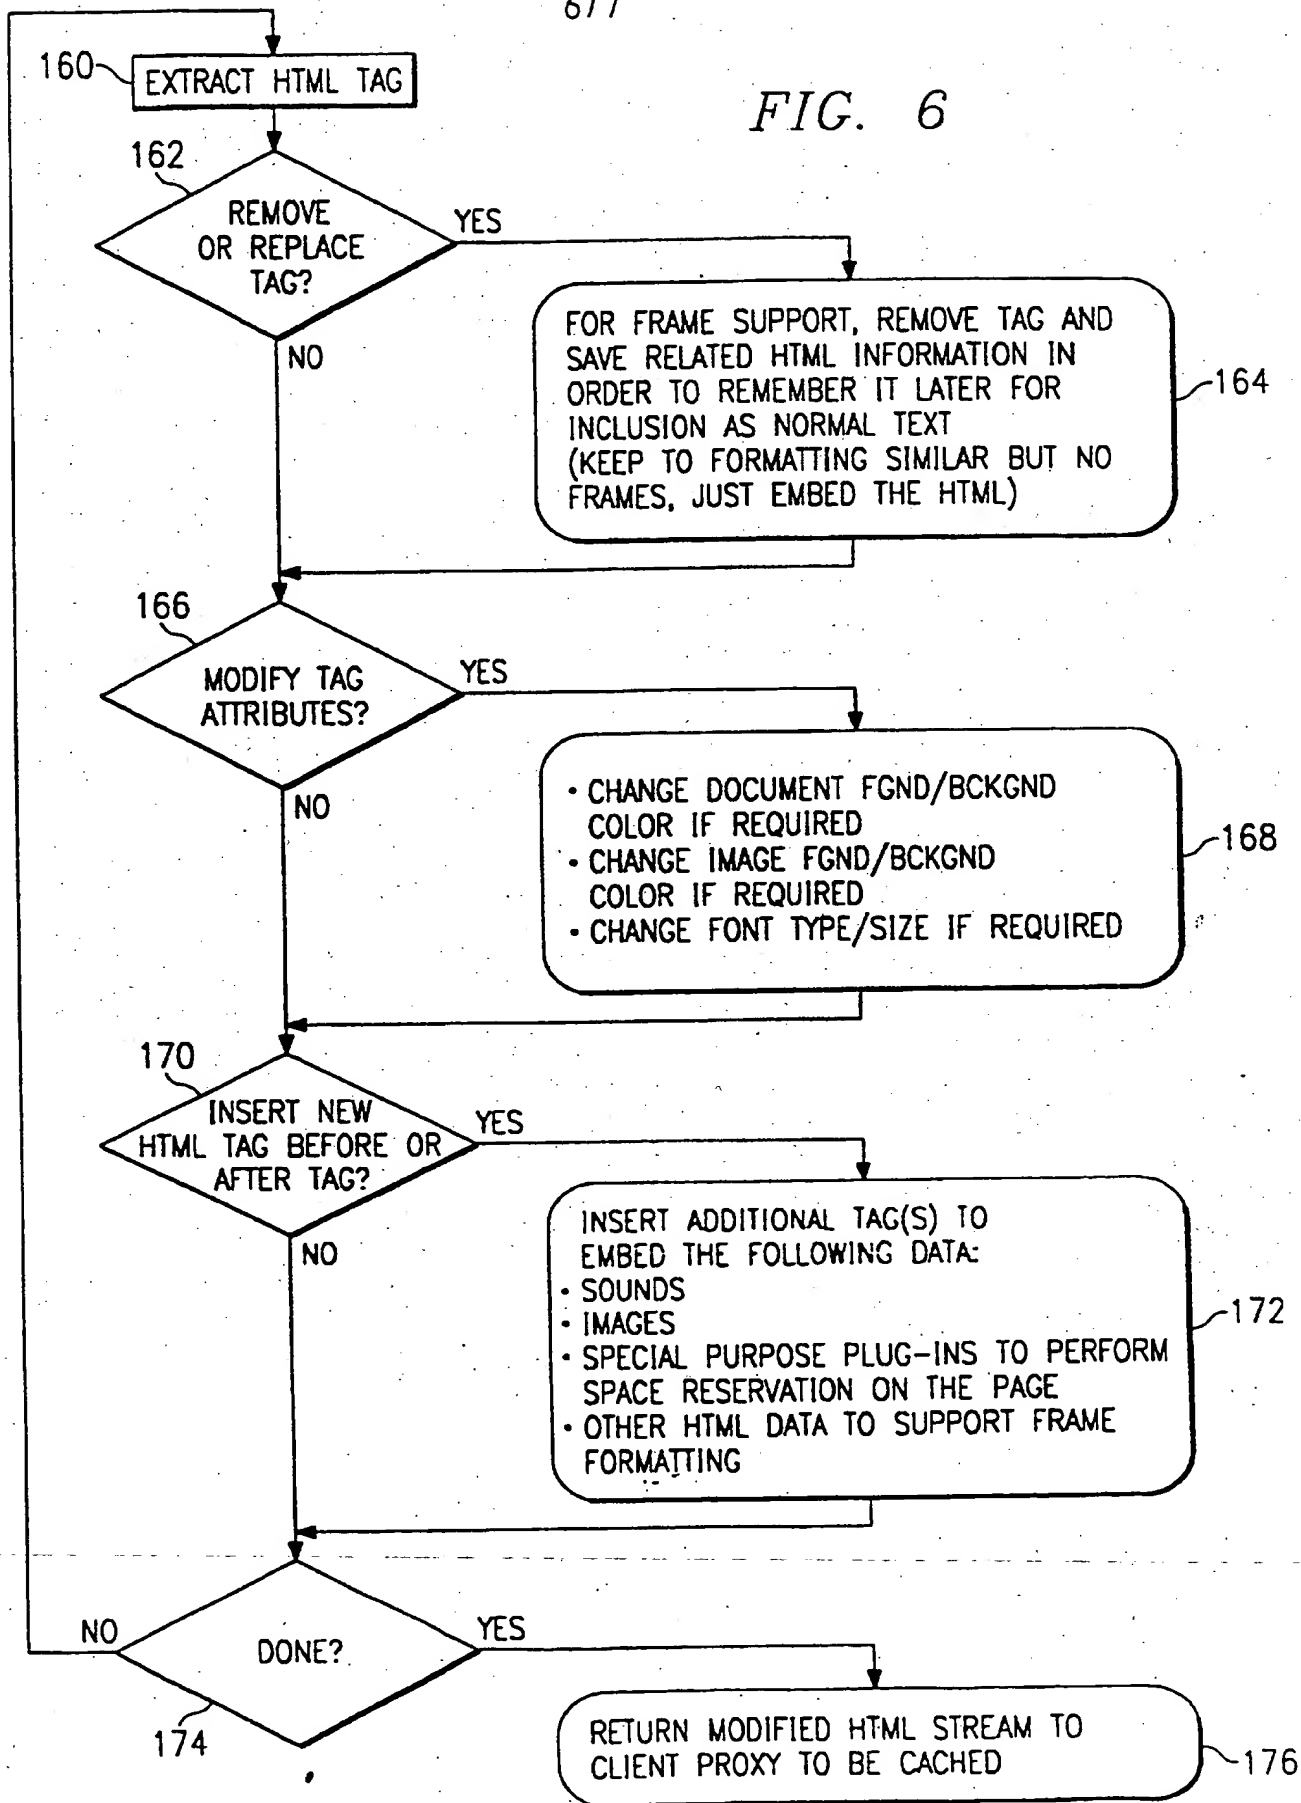 6/7
160
EXTRACT HTML TAG
FIG. 6
162
REMOVE
OR REPLACE
TAG?
YES
NO
FOR FRAME SUPPORT, REMOVE TAG AND
SAVE RELATED HTML INFORMATION IN
ORDER TO REMEMBER IT LATER FOR
INCLUSION AS NORMAL TEXT
(KEEP TO FORMATTING SIMILAR BUT NO
FRAMES, JUST EMBED THE HTML)
164
166
MODIFY TAG
ATTRIBUTES?
YES
NO
• CHANGE DOCUMENT FGND/BCKGND
COLOR IF REQUIRED
• CHANGE IMAGE FGND/BCKGND
COLOR IF REQUIRED
• CHANGE FONT TYPE/SIZE IF REQUIRED
168
170
INSERT NEW
HTML TAG BEFORE OR
AFTER TAG?
YES
NO
INSERT ADDITIONAL TAG(S) TO
EMBED THE FOLLOWING DATA:
• SOUNDS
• IMAGES
• SPECIAL PURPOSE PLUG-INS TO PERFORM
SPACE RESERVATION ON THE PAGE
• OTHER HTML DATA TO SUPPORT FRAME
FORMATTING
172
NO
DONE?
YES
174
RETURN MODIFIED HTML STREAM TO
CLIENT PROXY TO BE CACHED
176